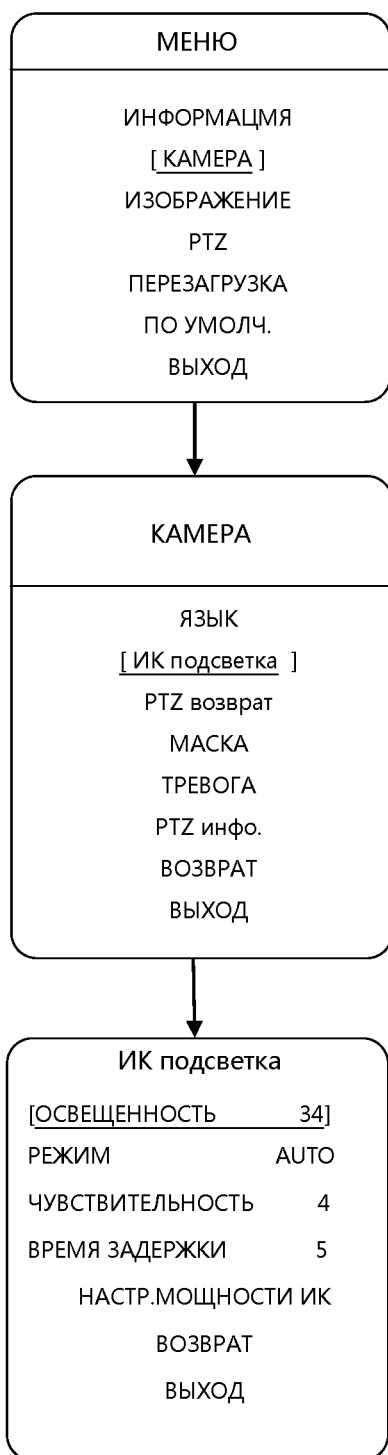 МЕНЮ
ИНФОРМАЦМЯ
[ КАМЕРА ]
ИЗОБРАЖЕНИЕ
PTZ
ПЕРЕЗАГРУЗКА
ПО УМОЛЧ.
ВЫХОД
КАМЕРА
ЯЗЫК
[ ИК подсветка ]
PTZ возврат
МАСКА
ТРЕВОГА
PTZ инфо.
ВОЗВРАТ
ВЫХОД
ИК подсветка
[ОСВЕЩЕННОСТЬ 34]
РЕЖИМ AUTO
ЧУВСТВИТЕЛЬНОСТЬ 4
ВРЕМЯ ЗАДЕРЖКИ 5
НАСТР.МОЩНОСТИ ИК
ВОЗВРАТ
ВЫХОД